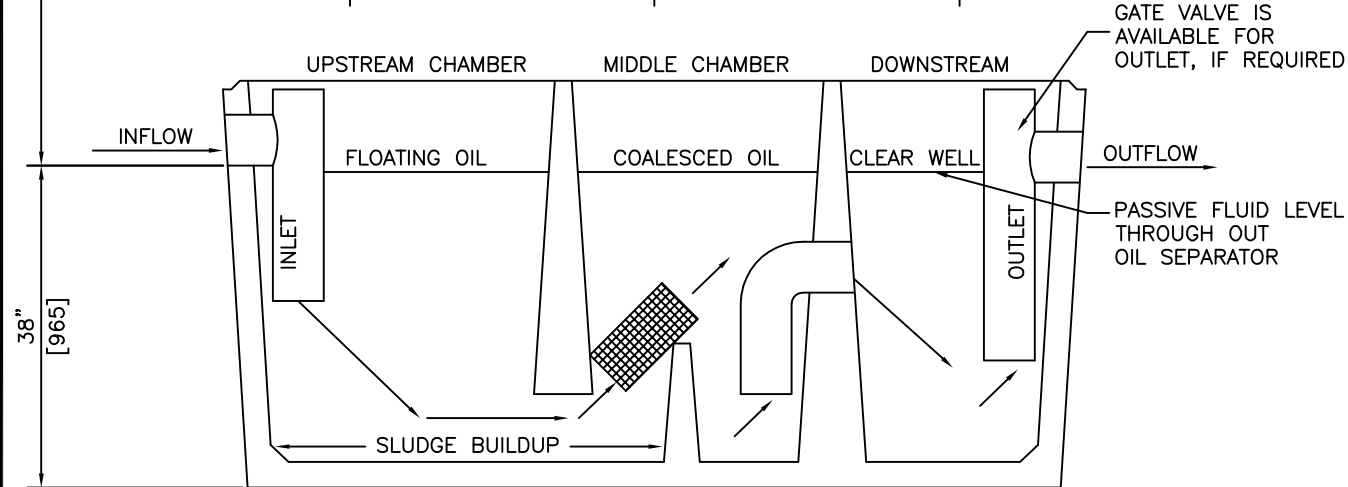 GATE VALVE IS
AVAILABLE FOR
OUTLET, IF REQUIRED
UPSTREAM CHAMBER
MIDDLE CHAMBER
DOWNSTREAM
INFLOW
FLOATING OIL
COALESCED OIL
CLEAR WELL
OUTFLOW
INLET
OUTLET
PASSIVE FLUID LEVEL
THROUGH OUT
OIL SEPARATOR
38"
[965]
SLUDGE BUILDUP